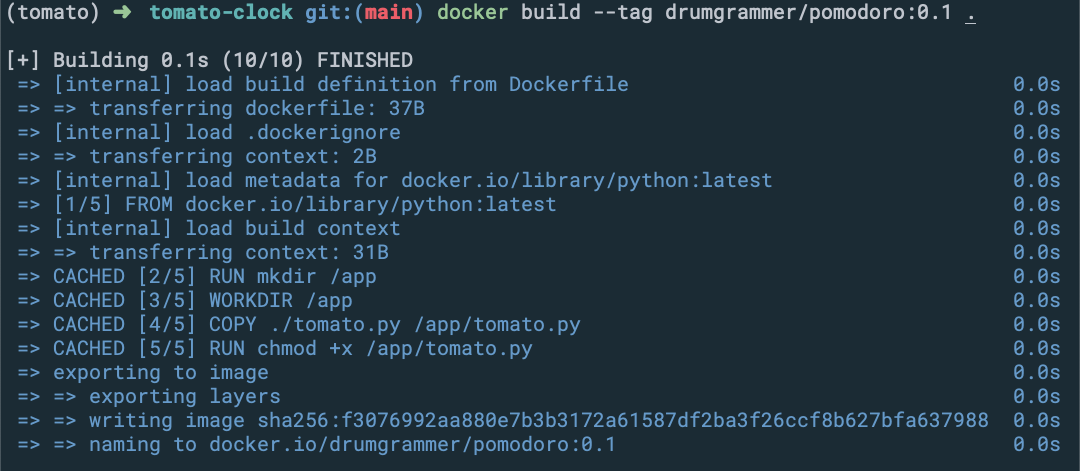 (tomato) ➜ tomato-clock git:(main) docker build --tag drumgrammer/pomodoro:0.1 .
[+] Building 0.1s (10/10) FINISHED
=> [internal] load build definition from Dockerfile 0.0s
=> => transferring dockerfile: 37B 0.0s
=> [internal] load .dockerignore 0.0s
=> => transferring context: 2B 0.0s
=> [internal] load metadata for docker.io/library/python:latest 0.0s
=> [1/5] FROM docker.io/library/python:latest 0.0s
=> [internal] load build context 0.0s
=> => transferring context: 31B 0.0s
=> CACHED [2/5] RUN mkdir /app 0.0s
=> CACHED [3/5] WORKDIR /app 0.0s
=> CACHED [4/5] COPY ./tomato.py /app/tomato.py 0.0s
=> CACHED [5/5] RUN chmod +x /app/tomato.py 0.0s
=> exporting to image 0.0s
=> => exporting layers 0.0s
=> => writing image sha256:f3076992aa880e7b3b3172a61587df2ba3f26ccf8b627bfa637988 0.0s
=> => naming to docker.io/drumgrammer/pomodoro:0.1 0.0s